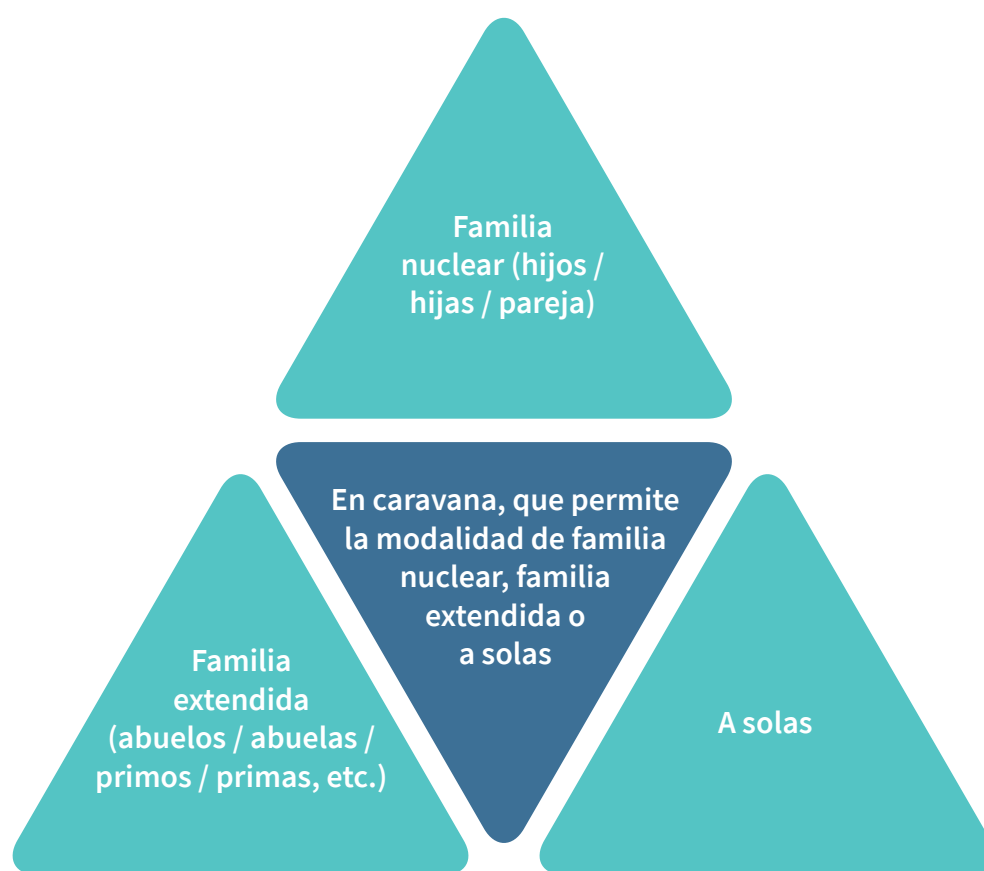 Familia
nuclear (hijos /
hijas / pareja)
En caravana, que permite
la modalidad de familia
nuclear, familia
extendida o
a solas
Familia
extendida
(abuelos / abuelas /
primos / primas, etc.)
A solas